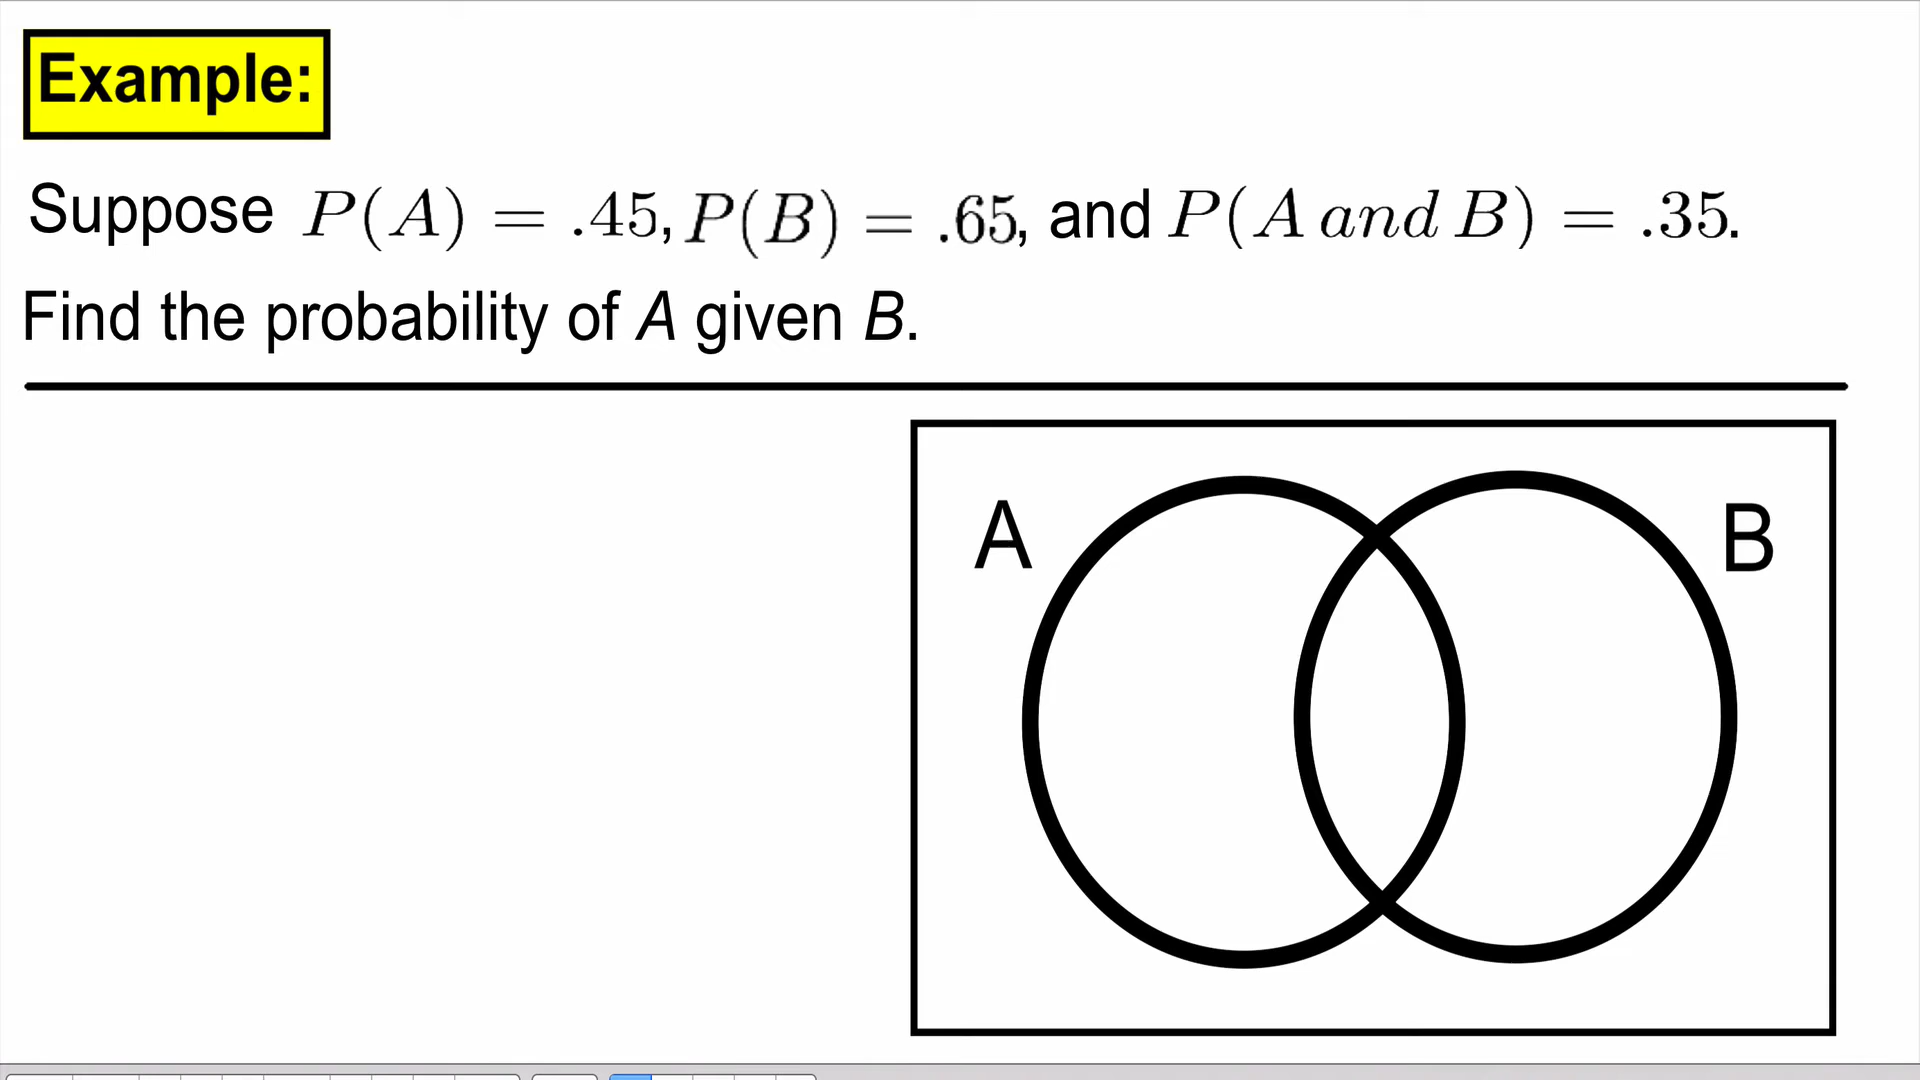 Example:
Suppose P(A) = .45, P(B) = .65, and P(A and B) = .35.
Find the probability of A given B.
A
B